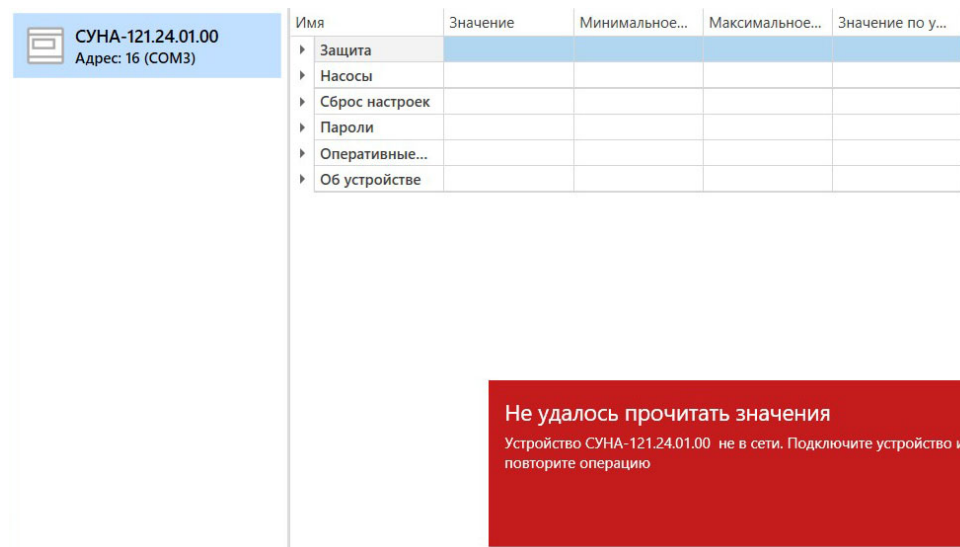 СУНА-121.24.01.00
Адрес: 16 (COM3)
Имя Значение Минимальное... Максимальное... Значение по у...
Защита
Насосы
Сброс настроек
Пароли
Оперативные...
Об устройстве
Не удалось прочитать значения
Устройство СУНА-121.24.01.00 не в сети. Подключите устройство и
повторите операцию